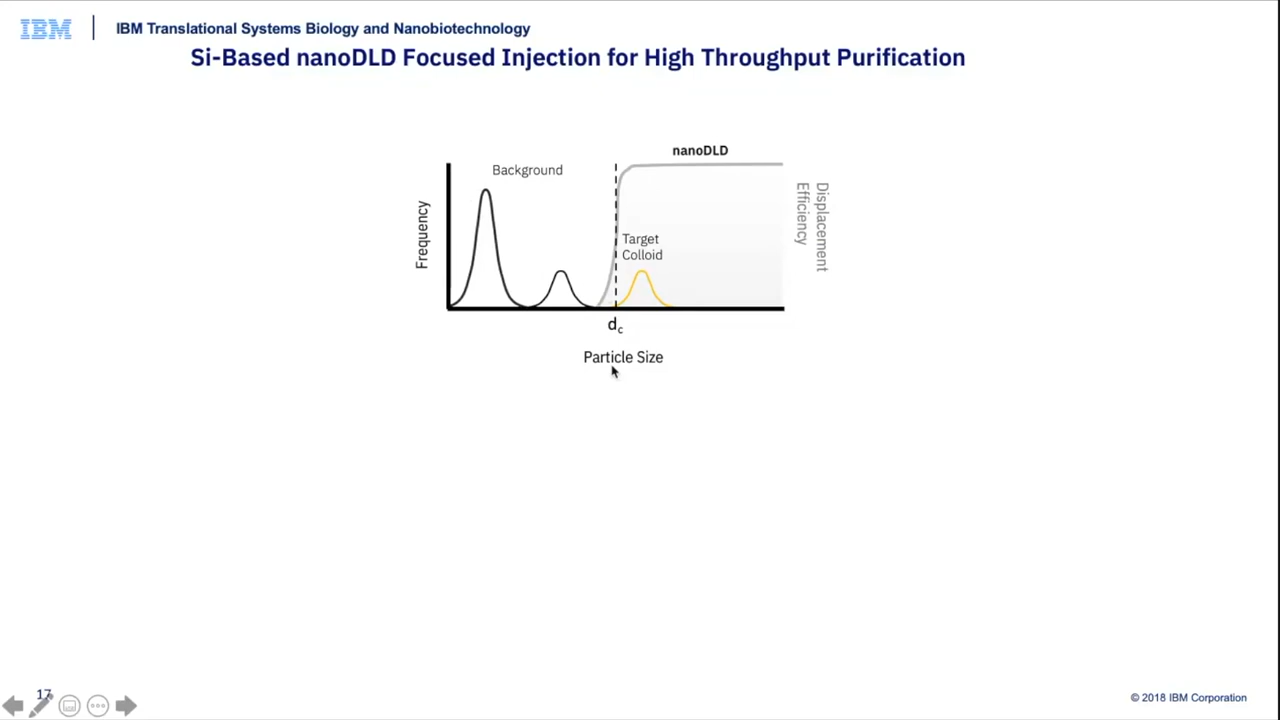 IBM
IBM Translational Systems Biology and Nanobiotechnology
Si-Based nanoDLD Focused Injection for High Throughput Purification
nanoDLD
Background
Frequency
Target
Colloid
Displacement
Efficiency
dc
Particle Size
17
© 2018 IBM Corporation